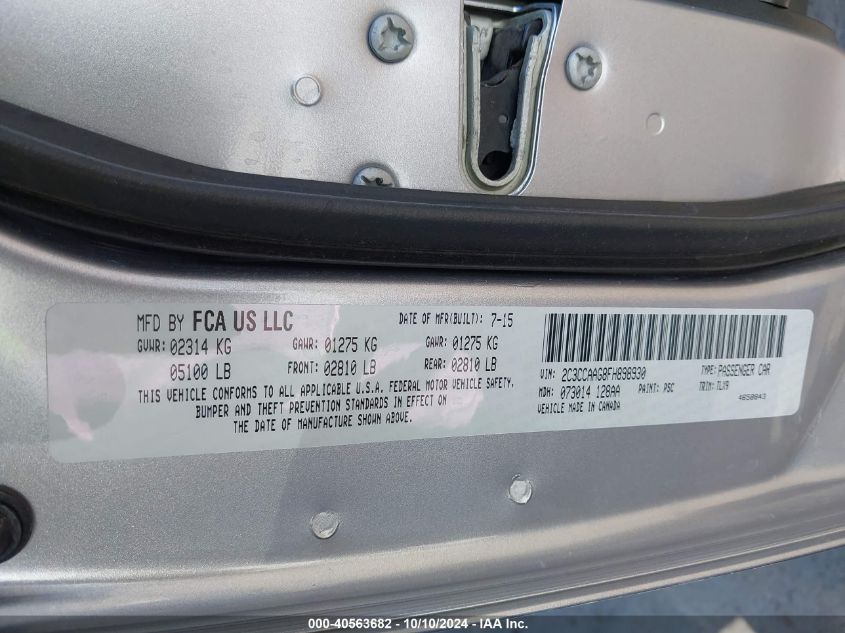 MFD BY FCA US LLC
DATE OF MFR(BUILT): 7-15
GVWR: 02314 KG
GAWR: 01275 KG
GAWR: 01275 KG
05100 LB
FRONT: 02810 LB
REAR: 02810 LB
THIS VEHICLE CONFORMS TO ALL APPLICABLE U.S.A. FEDERAL MOTOR VEHICLE SAFETY,
BUMPER AND THEFT PREVENTION STANDARDS IN EFFECT ON
THE DATE OF MANUFACTURE SHOWN ABOVE.
VIN: 2C3CCAAG8FH898930
TYPE: PASSENGER CAR
MDH: 073014 128AA
PAINT: PSC
TRIM: TLX9
VEHICLE MADE IN CANADA
4650843
000-40563682 - 10/10/2024 - IAA Inc.